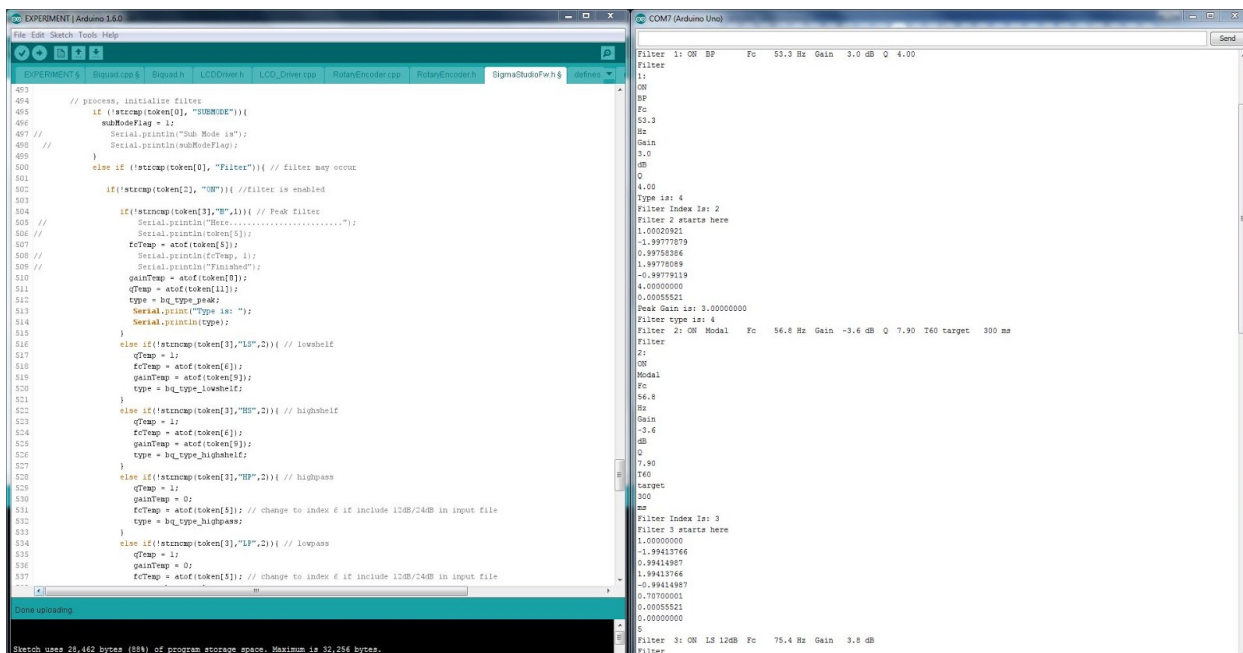 EXPERIMENT | Arduino 1.6.0
File Edit Sketch Tools Help
EXPERIMENT § Biquad.cpp § Biquad.h LCDDriver.h LCD_Driver.cpp RotaryEncoder.cpp RotaryEncoder.h SigmaStudioFw.h § defines
493
494 // process, initialize filter
495 if (!strcmp(token[0], "SUBMODE")){
496 subModeFlag = 1;
497 // Serial.println("Sub Mode is");
498 // Serial.println(subModeFlag);
499 }
500 else if (!strcmp(token[0], "Filter")){ // filter may occur
501
502 if(!strcmp(token[2], "ON")){ //filter is enabled
503
504 if(!strncmp(token[3],"B",1)){ // Peak filter
505 // Serial.println("Here.........................");
506 // Serial.println(token[5]);
507 fcTemp = atof(token[5]);
508 // Serial.println(fcTemp, 1);
509 // Serial.println("Finished");
510 gainTemp = atof(token[8]);
511 qTemp = atof(token[11]);
512 type = bq_type_peak;
513 Serial.print("Type is: ");
514 Serial.println(type);
515 }
516 else if(!strncmp(token[3],"LS",2)){ // lowshelf
517 qTemp = 1;
518 fcTemp = atof(token[6]);
519 gainTemp = atof(token[9]);
520 type = bq_type_lowshelf;
521 }
522 else if(!strncmp(token[3],"HS",2)){ // highshelf
523 qTemp = 1;
524 fcTemp = atof(token[6]);
525 gainTemp = atof(token[9]);
526 type = bq_type_highshelf;
527 }
528 else if(!strncmp(token[3],"HP",2)){ // highpass
529 qTemp = 1;
530 gainTemp = 0;
531 fcTemp = atof(token[5]); // change to index 6 if include 12dB/24dB in input file
532 type = bq_type_highpass;
533 }
534 else if(!strncmp(token[3],"LP",2)){ // lowpass
535 qTemp = 1;
536 gainTemp = 0;
537 fcTemp = atof(token[5]); // change to index 6 if include 12dB/24dB in input file
Done uploading.
Sketch uses 28,462 bytes (88%) of program storage space. Maximum is 32,256 bytes.
COM7 (Arduino Uno)
Send
Filter 1: ON BP Fc 53.3 Hz Gain 3.0 dB Q 4.00
Filter
1:
ON
BP
Fc
53.3
Hz
Gain
3.0
dB
Q
4.00
Type is: 4
Filter Index Is: 2
Filter 2 starts here
1.00020921
-1.99777879
0.99758386
1.99778089
-0.99779119
4.00000000
0.00055521
Peak Gain is: 3.00000000
Filter type is: 4
Filter 2: ON Modal Fc 56.8 Hz Gain -3.6 dB Q 7.90 T60 target 300 ms
Filter
2:
ON
Modal
Fc
56.8
Hz
Gain
-3.6
dB
Q
7.90
T60
target
300
ms
Filter Index Is: 3
Filter 3 starts here
1.00000000
-1.99413766
0.99414987
1.99413766
-0.99414987
0.70700001
0.00055521
0.00000000
5
Filter 3: ON LS 12dB Fc 75.4 Hz Gain 3.8 dB
Filter